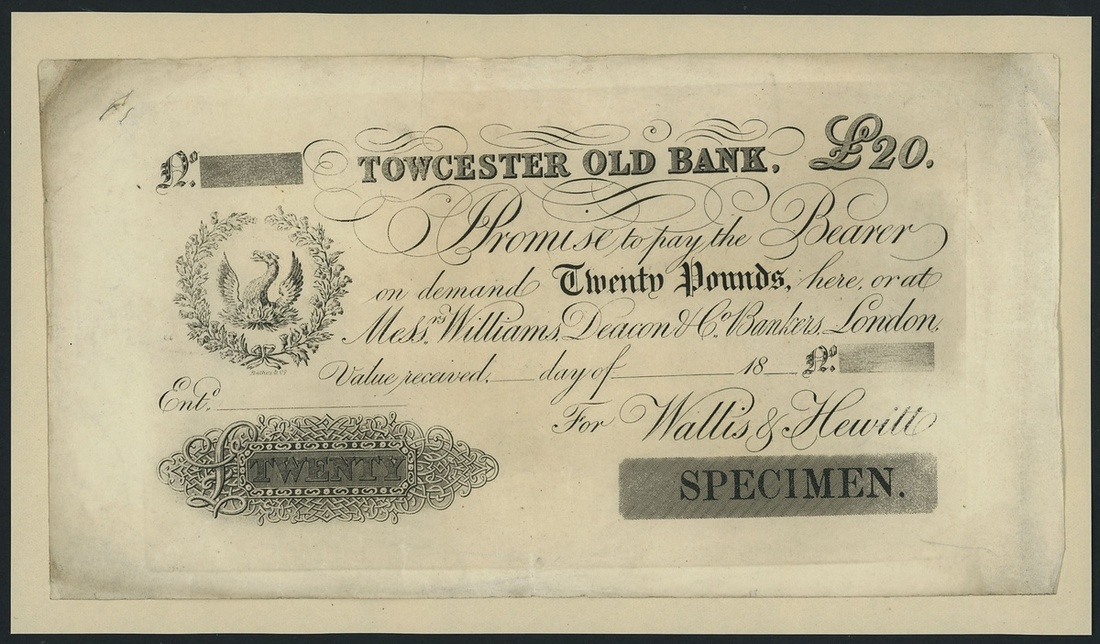 No.
TOWCESTER OLD BANK, £20.
Promise to pay the Bearer
on demand Twenty Pounds, here, or at
Messrs. Williams, Deacon & Co. Bankers London.
Value received. day of 18 No.
Entd.
For Wallis & Hewitt
£ TWENTY
SPECIMEN.